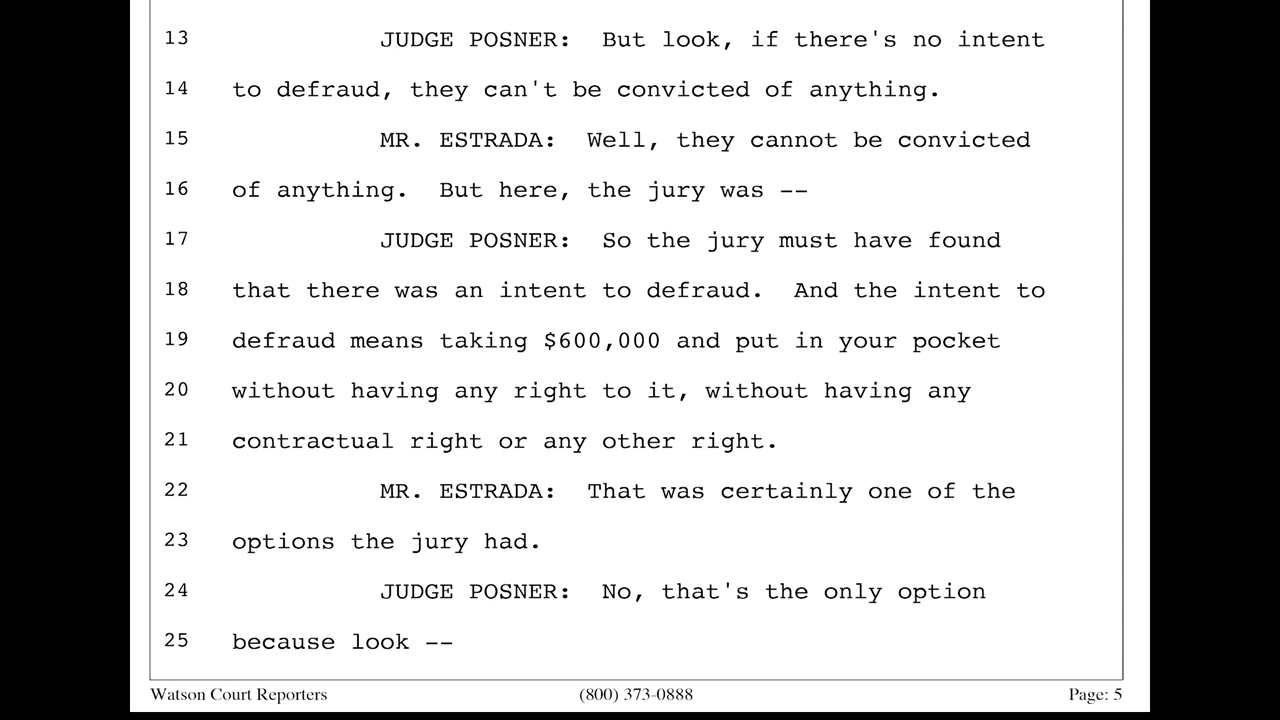 13 JUDGE POSNER: But look, if there's no intent
14 to defraud, they can't be convicted of anything.
15 MR. ESTRADA: Well, they cannot be convicted
16 of anything. But here, the jury was --
17 JUDGE POSNER: So the jury must have found
18 that there was an intent to defraud. And the intent to
19 defraud means taking $600,000 and put in your pocket
20 without having any right to it, without having any
21 contractual right or any other right.
22 MR. ESTRADA: That was certainly one of the
23 options the jury had.
24 JUDGE POSNER: No, that's the only option
25 because look --
Watson Court Reporters (800) 373-0888 Page: 5